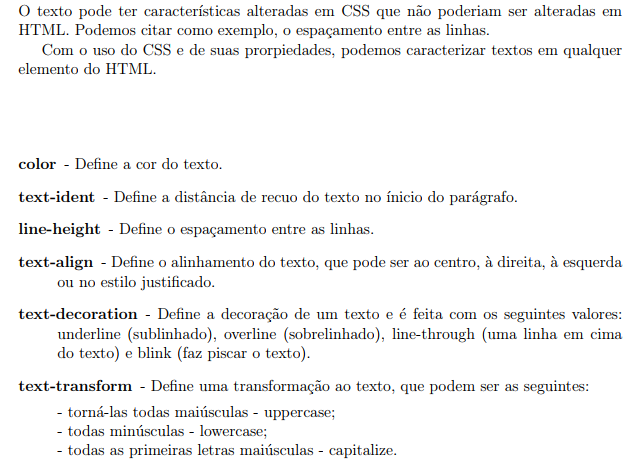 O texto pode ter características alteradas em CSS que não poderiam ser alteradas em
HTML. Podemos citar como exemplo, o espaçamento entre as linhas.
Com o uso do CSS e de suas prorpiedades, podemos caracterizar textos em qualquer
elemento do HTML.
color - Define a cor do texto.
text-ident - Define a distância de recuo do texto no ínicio do parágrafo.
line-height - Define o espaçamento entre as linhas.
text-align - Define o alinhamento do texto, que pode ser ao centro, à direita, à esquerda
ou no estilo justificado.
text-decoration - Define a decoração de um texto e é feita com os seguintes valores:
underline (sublinhado), overline (sobrelinhado), line-through (uma linha em cima
do texto) e blink (faz piscar o texto).
text-transform - Define uma transformação ao texto, que podem ser as seguintes:
- torná-las todas maiúsculas - uppercase;
- todas minúsculas - lowercase;
- todas as primeiras letras maiúsculas - capitalize.